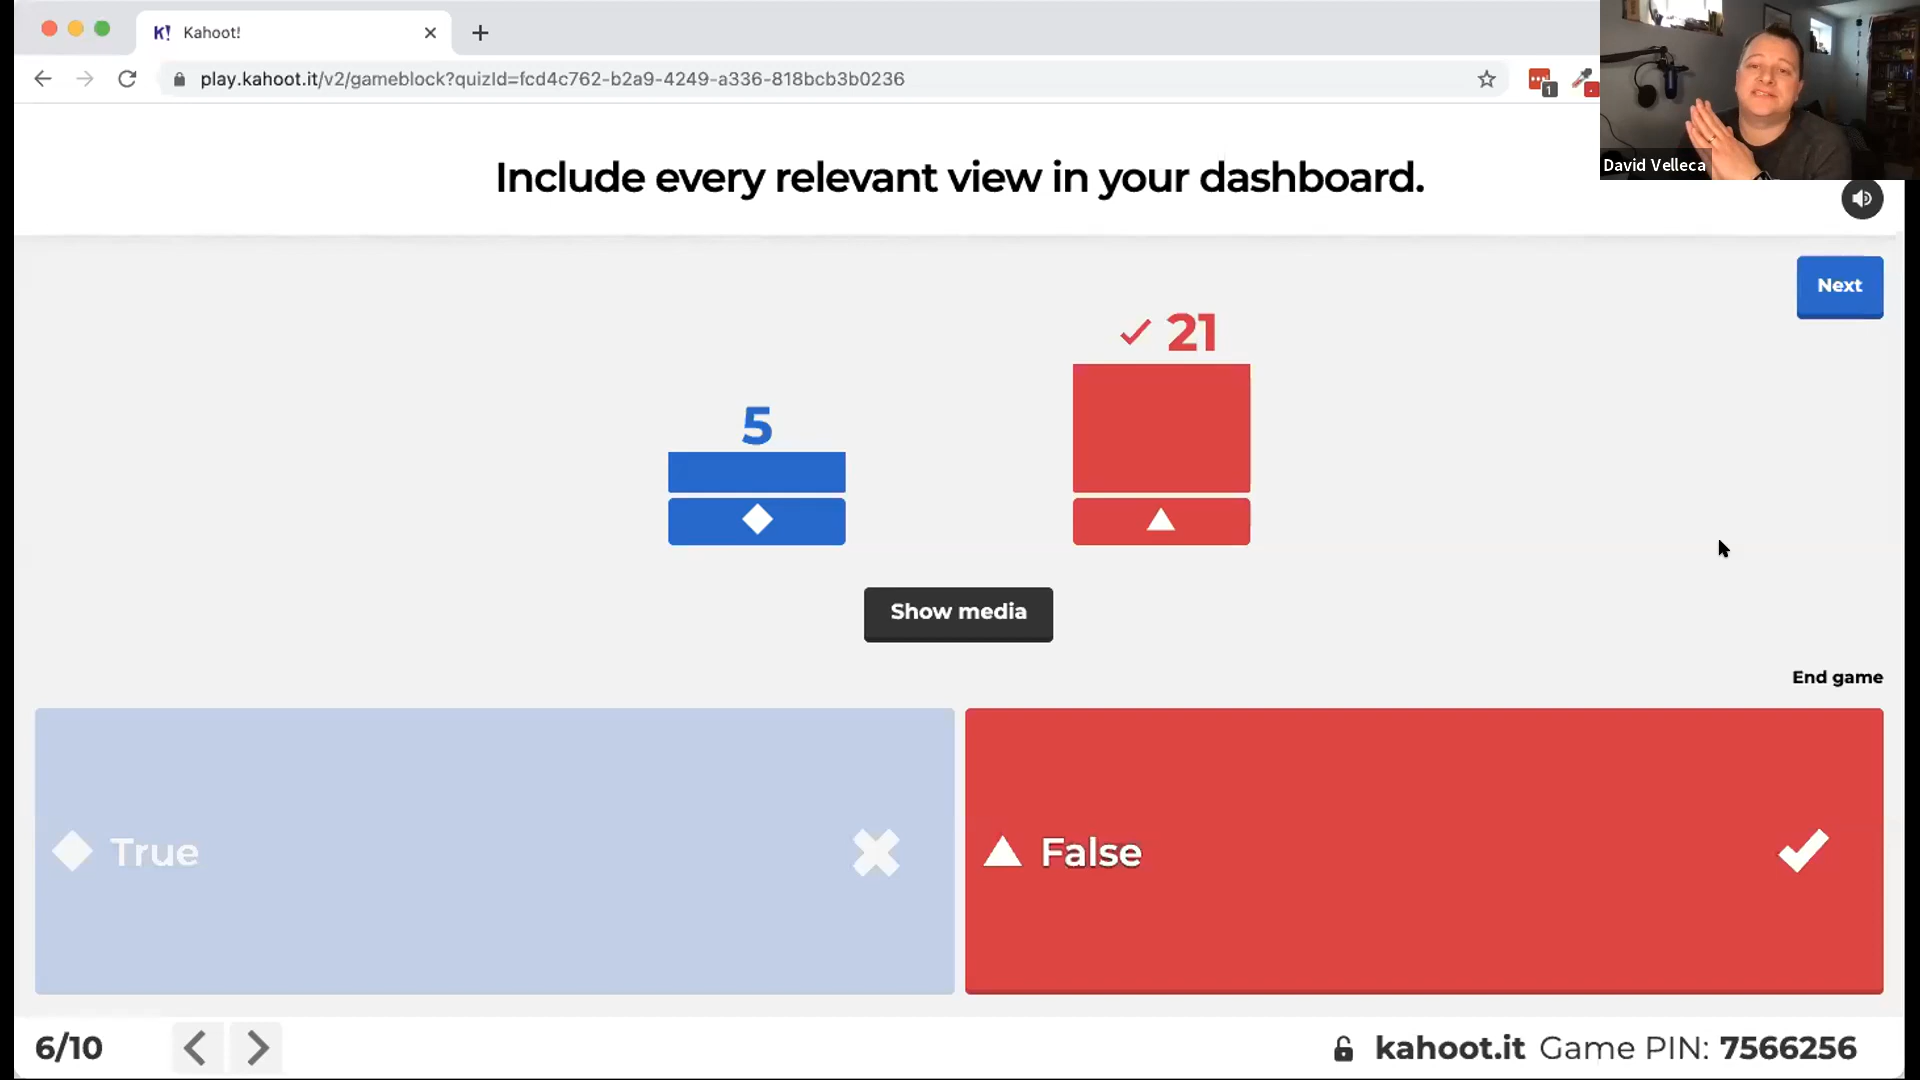 K! Kahoot!
play.kahoot.it/v2/gameblock?quizId=fcd4c762-b2a9-4249-a336-818bcb3b0236
1
David Velleca
Include every relevant view in your dashboard.
Next
5
21
Show media
End game
True
False
6/10
kahoot.it Game PIN: 7566256